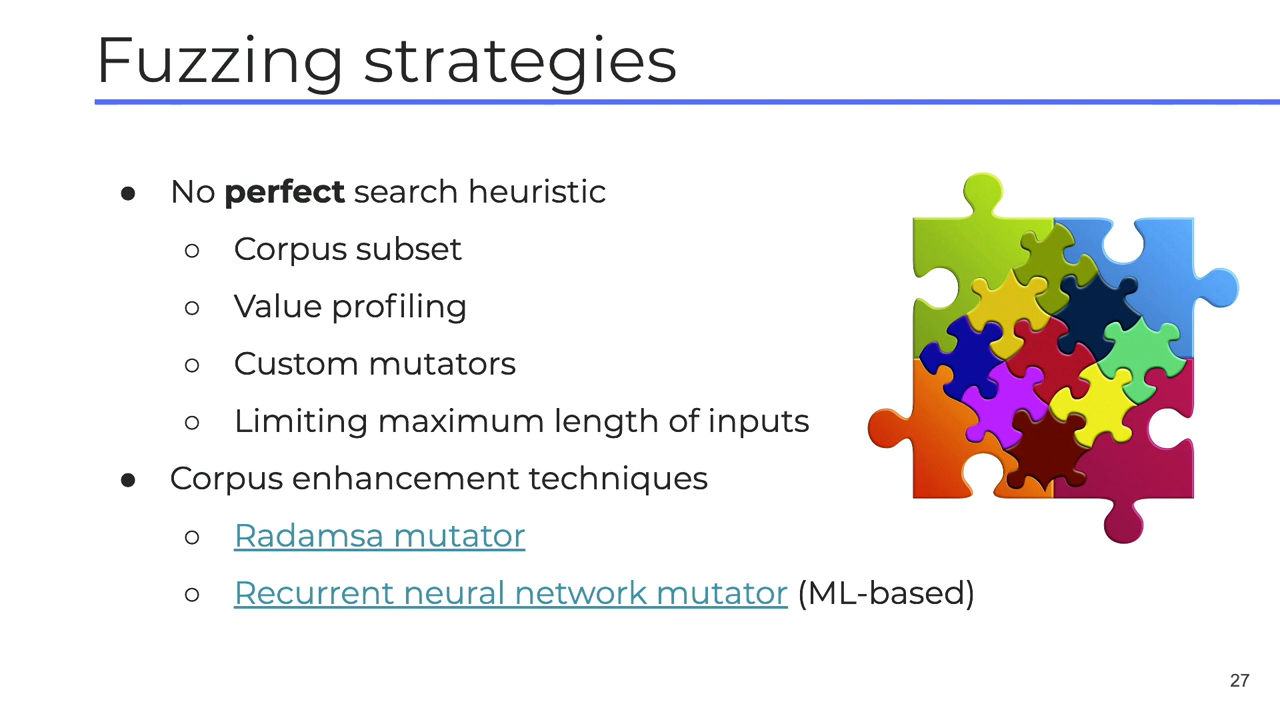 Fuzzing strategies
● No perfect search heuristic
○ Corpus subset
○ Value profiling
○ Custom mutators
○ Limiting maximum length of inputs
● Corpus enhancement techniques
○ Radamsa mutator
○ Recurrent neural network mutator (ML-based)
27